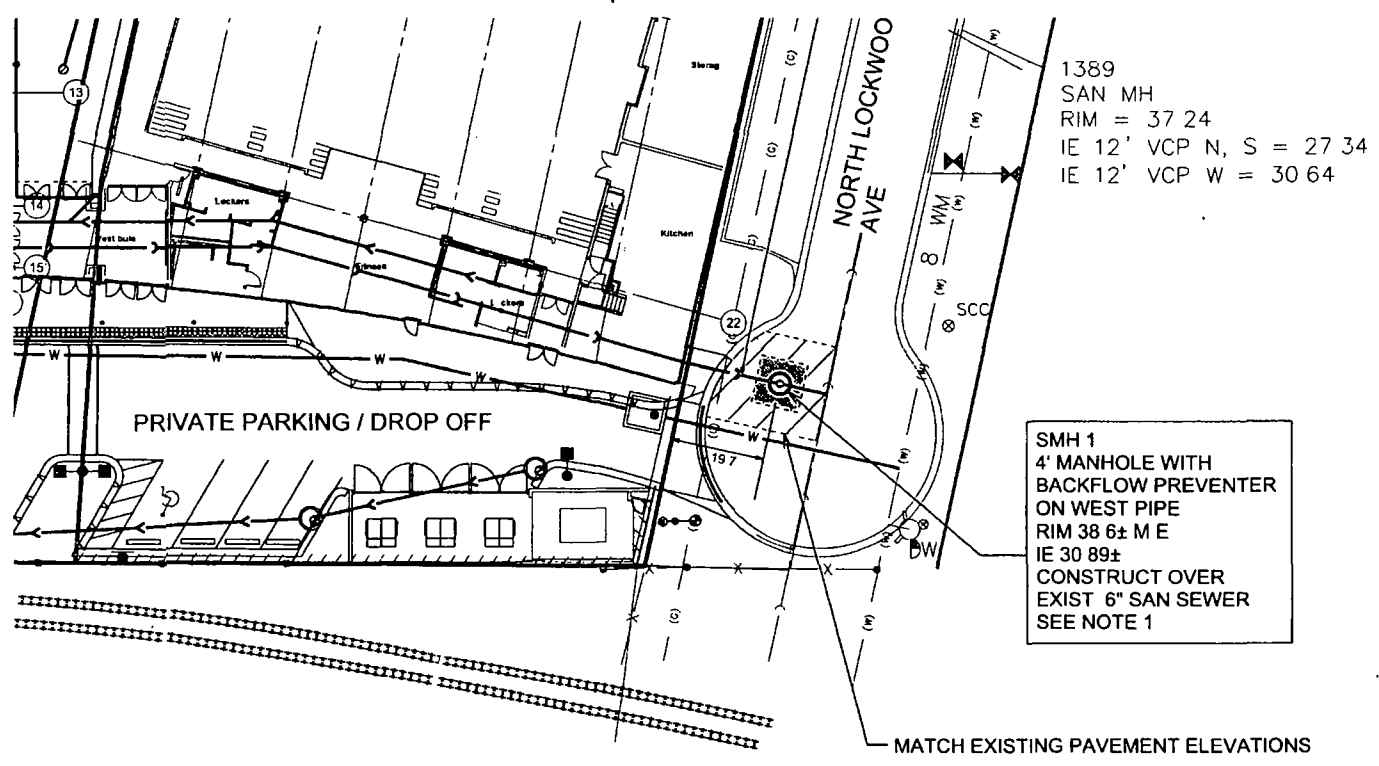 1389
SAN MH
RIM = 37 24
IE 12' VCP N, S = 27 34
IE 12' VCP W = 30 64
NORTH LOCKWOO
AVE
Storag
Kitchen
Lockers
13
14
15
22
(G)
(G)
(G)
(W)
(W)
(W)
(W)
WM
SCC
W
W
W
W
PRIVATE PARKING / DROP OFF
19 7
DW
SMH 1
4' MANHOLE WITH
BACKFLOW PREVENTER
ON WEST PIPE
RIM 38 6± M E
IE 30 89±
CONSTRUCT OVER
EXIST 6" SAN SEWER
SEE NOTE 1
X
X
X
X
(G)
(W)
MATCH EXISTING PAVEMENT ELEVATIONS